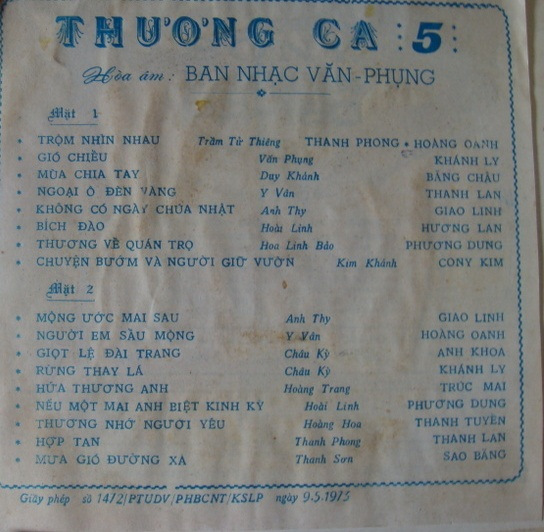 THƯƠNG CA : 5 :
Hòa âm : BAN NHẠC VĂN-PHỤNG
Mặt 1
• TRỘM NHÌN NHAU Trầm Tử Thiêng THANH PHONG • HOÀNG OANH
• GIÓ CHIỀU Văn Phụng KHÁNH LY
• MÙA CHIA TAY Duy Khánh BĂNG CHÂU
• NGOẠI Ô ĐÈN VÀNG Y Vân THANH LAN
• KHÔNG CÓ NGÀY CHÚA NHẬT Anh Thy GIAO LINH
• BÍCH ĐÀO Hoài Linh HƯƠNG LAN
• THƯƠNG VỀ QUÁN TRỌ Hoa Linh Bảo PHƯƠNG DUNG
• CHUYỆN BƯỚM VÀ NGƯỜI GIỮ VƯỜN Kim Khánh CONY KIM
Mặt 2
• MỘNG ƯỚC MAI SAU Anh Thy GIAO LINH
• NGƯỜI EM SẦU MỘNG Y Vân HOÀNG OANH
• GIỌT LỆ ĐÀI TRANG Châu Kỳ ANH KHOA
• RỪNG THAY LÁ Châu Kỳ KHÁNH LY
• HỨA THƯƠNG ANH Hoàng Trang TRÚC MAI
• NẾU MỘT MAI ANH BIỆT KINH KỲ Hoài Linh PHƯƠNG DUNG
• THƯƠNG NHỚ NGƯỜI YÊU Hoàng Hoa THANH TUYỀN
• HỢP TAN Thanh Phong THANH LAN
• MƯA GIÓ ĐƯỜNG XA Thanh Sơn SAO BĂNG
Giấy phép số 1472/PTUDV/PHBCNT/KSLP ngày 9.5.1973